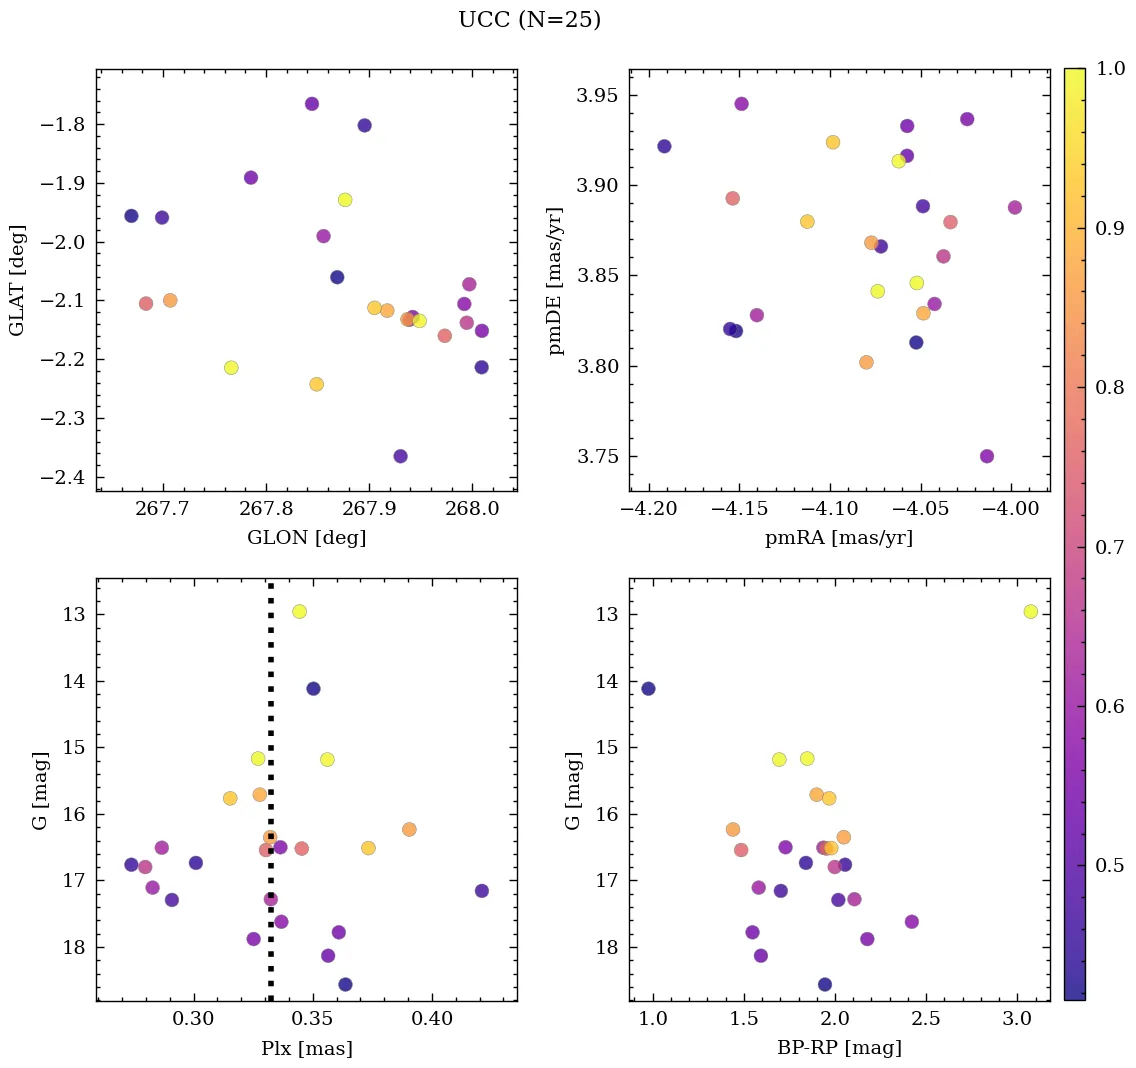 UCC (N=25)
−1.8
−1.9
−2.0
−2.1
−2.2
−2.3
−2.4
GLAT [deg]
267.7 267.8 267.9 268.0
GLON [deg]
3.95
3.90
3.85
3.80
3.75
pmDE [mas/yr]
−4.20 −4.15 −4.10 −4.05 −4.00
pmRA [mas/yr]
1.0
0.9
0.8
0.7
0.6
0.5
13
14
15
16
17
18
G [mag]
0.30 0.35 0.40
Plx [mas]
13
14
15
16
17
18
G [mag]
1.0 1.5 2.0 2.5 3.0
BP-RP [mag]